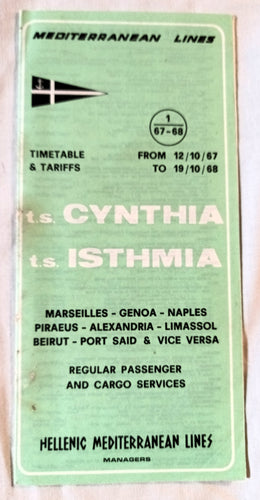 MEDITERRANEAN LINES
1
67-68
TIMETABLE FROM 12/10/67
& TARIFFS TO 19/10/68
t.s. CYNTHIA
t.s. ISTHMIA
MARSEILLES - GENOA - NAPLES
PIRAEUS - ALEXANDRIA - LIMASSOL
BEIRUT - PORT SAID & VICE VERSA
REGULAR PASSENGER
AND CARGO SERVICES
HELLENIC MEDITERRANEAN LINES
MANAGERS